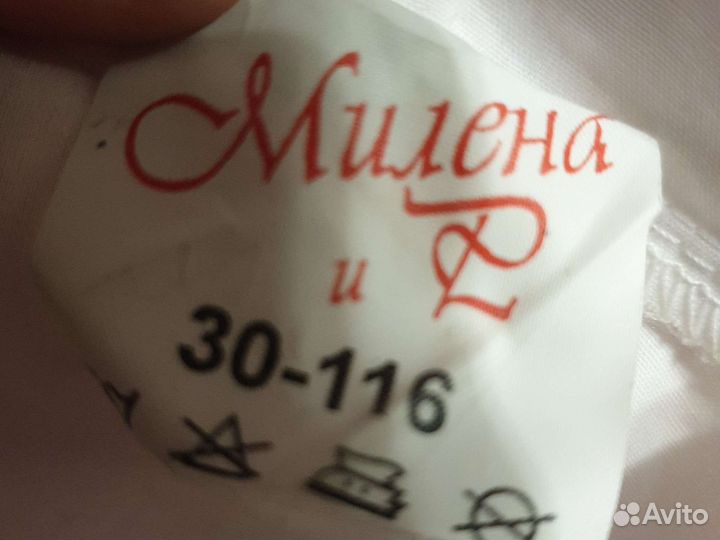 Милена
и Р
30-116
Avito